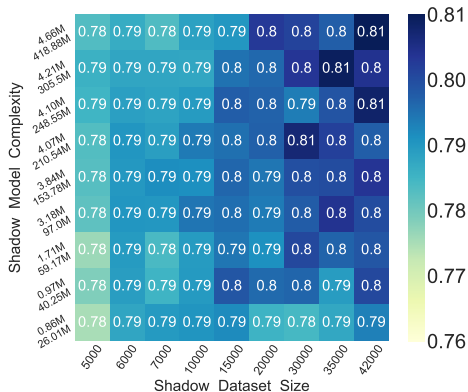 4.66M
418.88M
0.78 0.79 0.78 0.79 0.79 0.8 0.8 0.8 0.81
4.21M
305.5M
0.79 0.79 0.79 0.79 0.8 0.8 0.8 0.81 0.8
4.10M
248.55M
0.79 0.79 0.79 0.79 0.8 0.8 0.79 0.8 0.81
4.07M
210.54M
0.78 0.79 0.79 0.79 0.8 0.8 0.81 0.8 0.8
3.84M
153.78M
0.78 0.79 0.79 0.79 0.8 0.79 0.8 0.8 0.8
3.18M
97.0M
0.78 0.79 0.79 0.79 0.8 0.79 0.8 0.8 0.8
1.71M
59.17M
0.78 0.79 0.78 0.79 0.79 0.79 0.8 0.8 0.8
0.97M
40.25M
0.78 0.79 0.79 0.79 0.8 0.8 0.8 0.79 0.8
0.86M
26.01M
0.78 0.79 0.79 0.79 0.79 0.79 0.79 0.79 0.79
5000 6000 7000 10000 15000 20000 30000 35000 42000
Shadow Dataset Size
Shadow Model Complexity
0.81
0.80
0.79
0.78
0.77
0.76